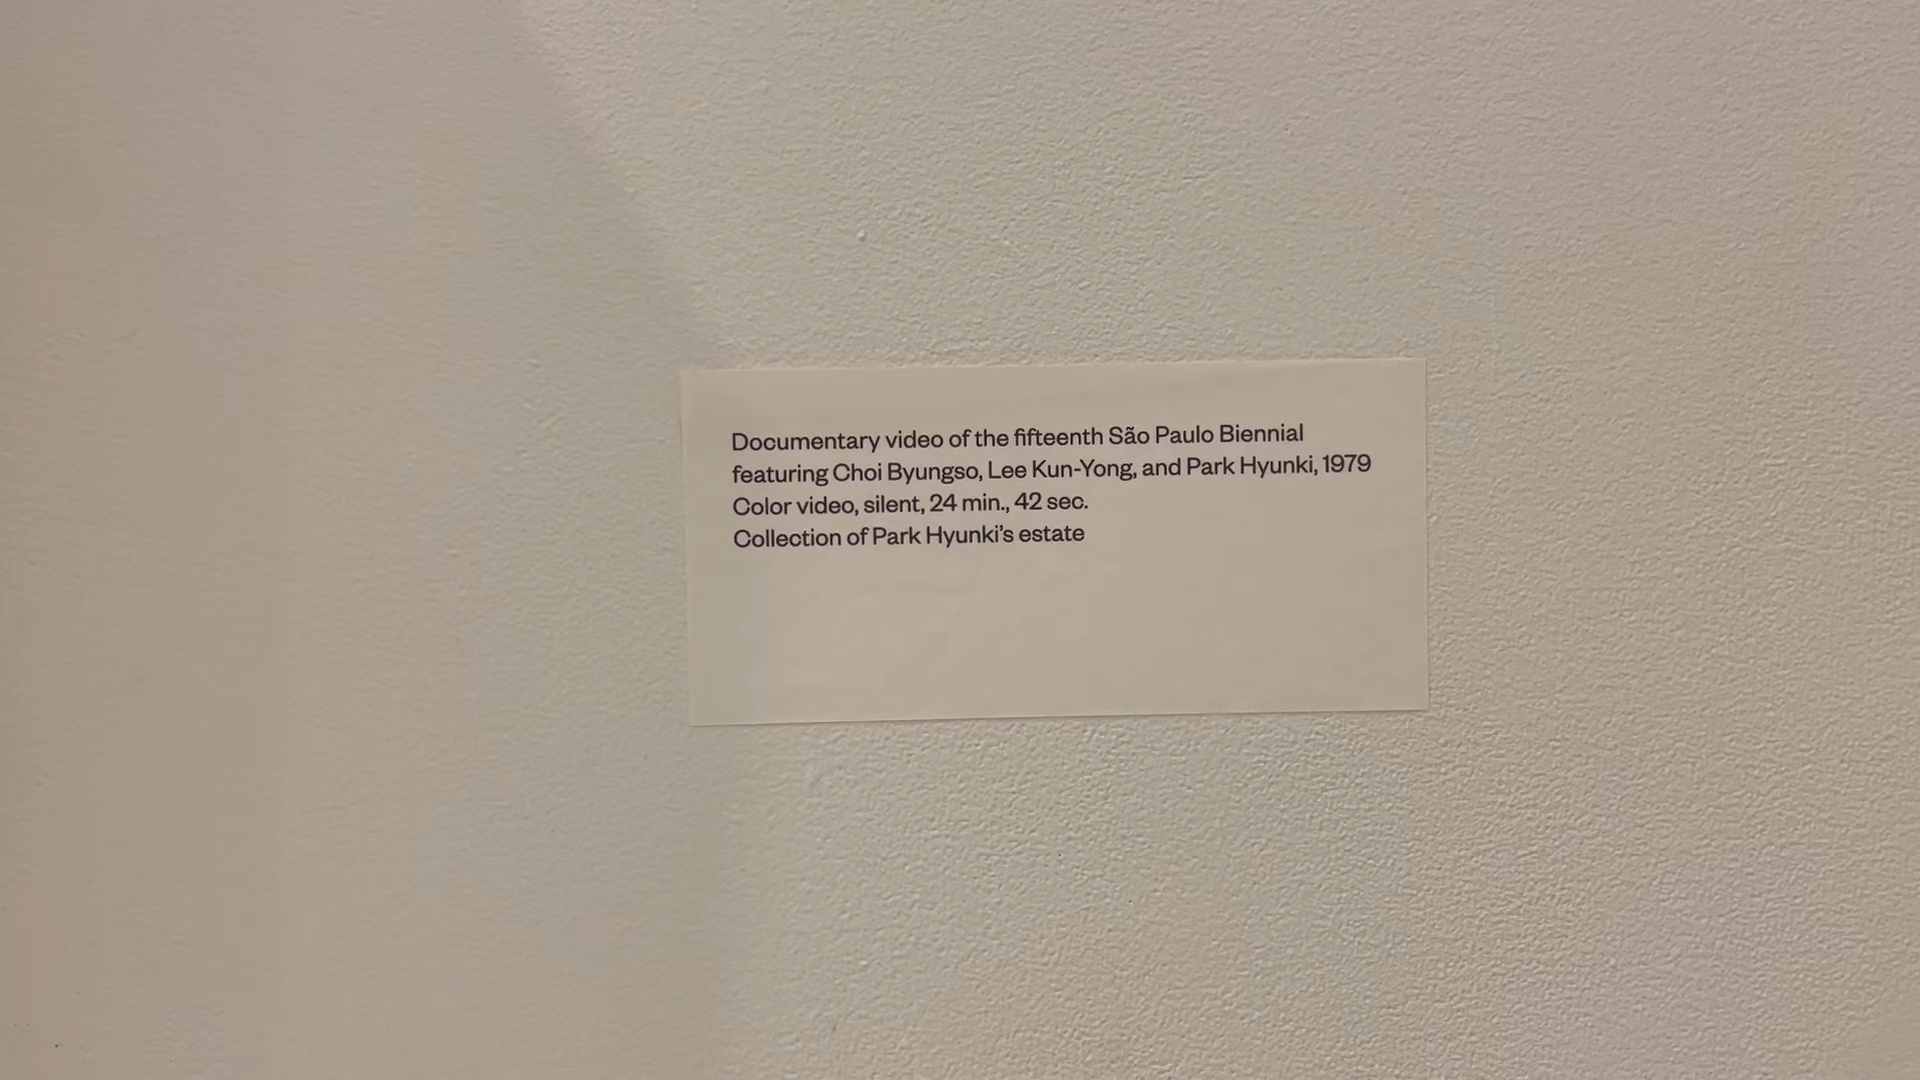 Documentary video of the fifteenth São Paulo Biennial
featuring Choi Byungso, Lee Kun-Yong, and Park Hyunki, 1979
Color video, silent, 24 min., 42 sec.
Collection of Park Hyunki’s estate